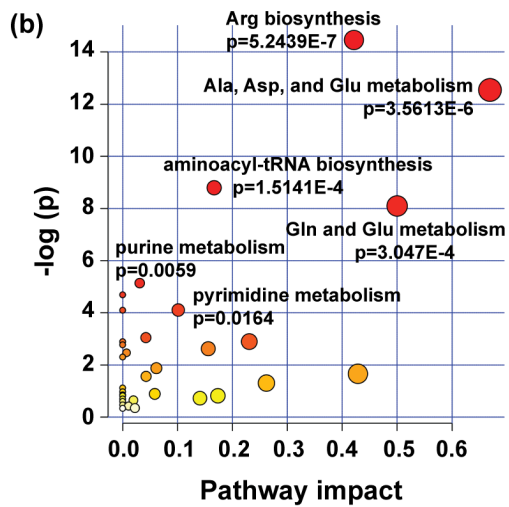 (b)
Arg biosynthesis
p=5.2439E-7
Ala, Asp, and Glu metabolism
p=3.5613E-6
aminoacyl-tRNA biosynthesis
p=1.5141E-4
Gln and Glu metabolism
p=3.047E-4
purine metabolism
p=0.0059
pyrimidine metabolism
p=0.0164
-log (p)
14
12
10
8
6
4
2
0
0.0 0.1 0.2 0.3 0.4 0.5 0.6
Pathway impact